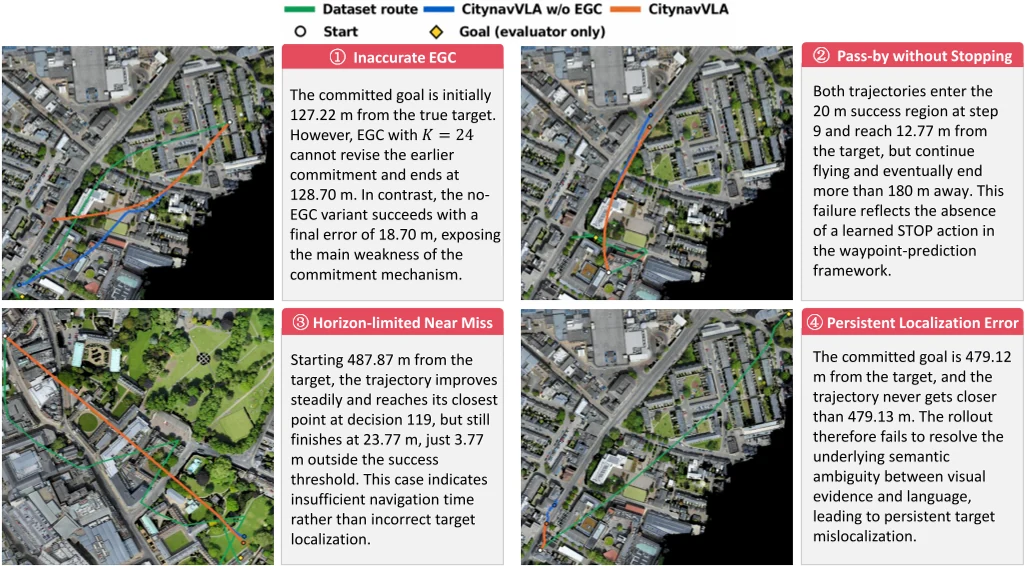 Dataset route CitynavVLA w/o EGC CitynavVLA
Start Goal (evaluator only)
① Inaccurate EGC
The committed goal is initially
127.22 m from the true target.
However, EGC with K = 24
cannot revise the earlier
commitment and ends at
128.70 m. In contrast, the no-
EGC variant succeeds with a
final error of 18.70 m, exposing
the main weakness of the
commitment mechanism.
② Pass-by without Stopping
Both trajectories enter the
20 m success region at step
9 and reach 12.77 m from
the target, but continue
flying and eventually end
more than 180 m away. This
failure reflects the absence
of a learned STOP action in
the waypoint-prediction
framework.
③ Horizon-limited Near Miss
Starting 487.87 m from the
target, the trajectory improves
steadily and reaches its closest
point at decision 119, but still
finishes at 23.77 m, just 3.77
m outside the success
threshold. This case indicates
insufficient navigation time
rather than incorrect target
localization.
④ Persistent Localization Error
The committed goal is 479.12
m from the target, and the
trajectory never gets closer
than 479.13 m. The rollout
therefore fails to resolve the
underlying semantic
ambiguity between visual
evidence and language,
leading to persistent target
mislocalization.